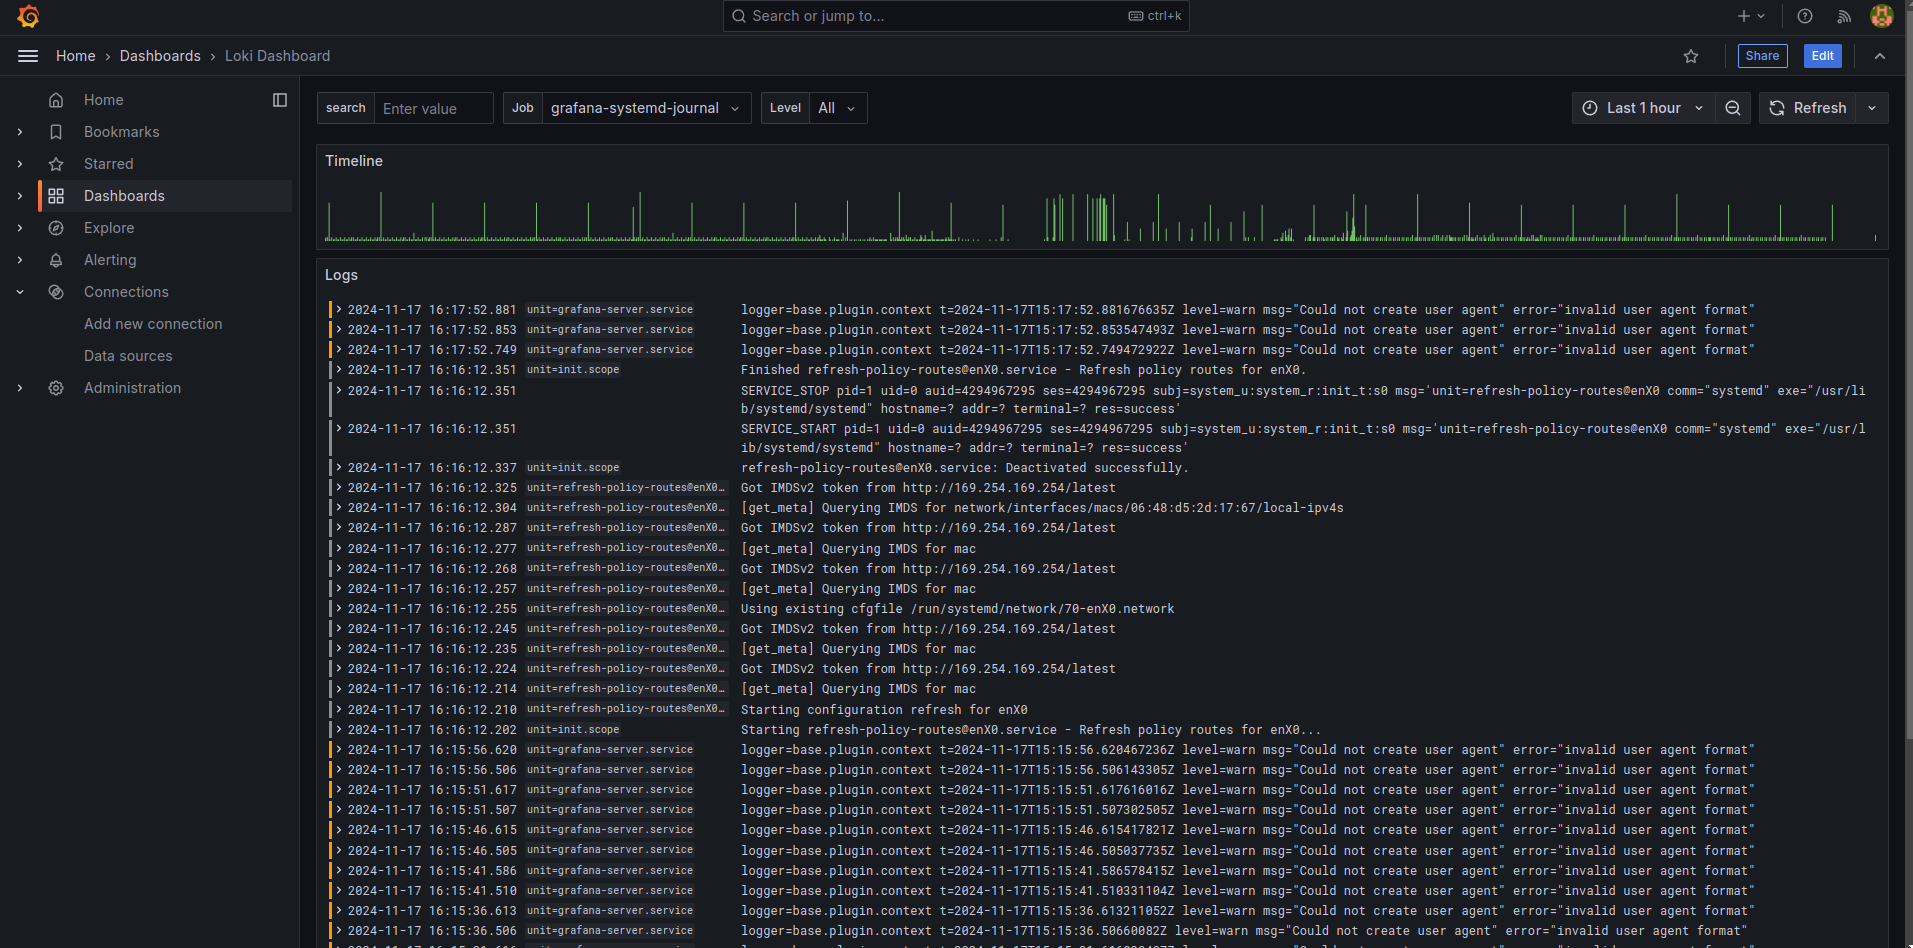 Search or jump to...
ctrl+k
Home › Dashboards › Loki Dashboard
Share
Edit
Home
Bookmarks
Starred
Dashboards
Explore
Alerting
Connections
Add new connection
Data sources
Administration
search Enter value
Job grafana-systemd-journal
Level All
Last 1 hour
Refresh
Timeline
Logs
2024-11-17 16:17:52.881 unit=grafana-server.service logger=base.plugin.context t=2024-11-17T15:17:52.881676635Z level=warn msg="Could not create user agent" error="invalid user agent format"
2024-11-17 16:17:52.853 unit=grafana-server.service logger=base.plugin.context t=2024-11-17T15:17:52.853547493Z level=warn msg="Could not create user agent" error="invalid user agent format"
2024-11-17 16:17:52.749 unit=grafana-server.service logger=base.plugin.context t=2024-11-17T15:17:52.749472922Z level=warn msg="Could not create user agent" error="invalid user agent format"
2024-11-17 16:16:12.351 unit=init.scope Finished refresh-policy-routes@enX0.service - Refresh policy routes for enX0.
2024-11-17 16:16:12.351 SERVICE_STOP pid=1 uid=0 auid=4294967295 ses=4294967295 subj=system_u:system_r:init_t:s0 msg='unit=refresh-policy-routes@enX0 comm="systemd" exe="/usr/li
b/systemd/systemd" hostname=? addr=? terminal=? res=success'
2024-11-17 16:16:12.351 SERVICE_START pid=1 uid=0 auid=4294967295 ses=4294967295 subj=system_u:system_r:init_t:s0 msg='unit=refresh-policy-routes@enX0 comm="systemd" exe="/usr/l
ib/systemd/systemd" hostname=? addr=? terminal=? res=success'
2024-11-17 16:16:12.337 unit=init.scope refresh-policy-routes@enX0.service: Deactivated successfully.
2024-11-17 16:16:12.325 unit=refresh-policy-routes@enX0… Got IMDSv2 token from http://169.254.169.254/latest
2024-11-17 16:16:12.304 unit=refresh-policy-routes@enX0… [get_meta] Querying IMDS for network/interfaces/macs/06:48:d5:2d:17:67/local-ipv4s
2024-11-17 16:16:12.287 unit=refresh-policy-routes@enX0… Got IMDSv2 token from http://169.254.169.254/latest
2024-11-17 16:16:12.277 unit=refresh-policy-routes@enX0… [get_meta] Querying IMDS for mac
2024-11-17 16:16:12.268 unit=refresh-policy-routes@enX0… Got IMDSv2 token from http://169.254.169.254/latest
2024-11-17 16:16:12.257 unit=refresh-policy-routes@enX0… [get_meta] Querying IMDS for mac
2024-11-17 16:16:12.255 unit=refresh-policy-routes@enX0… Using existing cfgfile /run/systemd/network/70-enX0.network
2024-11-17 16:16:12.245 unit=refresh-policy-routes@enX0… Got IMDSv2 token from http://169.254.169.254/latest
2024-11-17 16:16:12.235 unit=refresh-policy-routes@enX0… [get_meta] Querying IMDS for mac
2024-11-17 16:16:12.224 unit=refresh-policy-routes@enX0… Got IMDSv2 token from http://169.254.169.254/latest
2024-11-17 16:16:12.214 unit=refresh-policy-routes@enX0… [get_meta] Querying IMDS for mac
2024-11-17 16:16:12.210 unit=refresh-policy-routes@enX0… Starting configuration refresh for enX0
2024-11-17 16:16:12.202 unit=init.scope Starting refresh-policy-routes@enX0.service - Refresh policy routes for enX0...
2024-11-17 16:15:56.620 unit=grafana-server.service logger=base.plugin.context t=2024-11-17T15:15:56.620467236Z level=warn msg="Could not create user agent" error="invalid user agent format"
2024-11-17 16:15:56.506 unit=grafana-server.service logger=base.plugin.context t=2024-11-17T15:15:56.506143305Z level=warn msg="Could not create user agent" error="invalid user agent format"
2024-11-17 16:15:51.617 unit=grafana-server.service logger=base.plugin.context t=2024-11-17T15:15:51.617616016Z level=warn msg="Could not create user agent" error="invalid user agent format"
2024-11-17 16:15:51.507 unit=grafana-server.service logger=base.plugin.context t=2024-11-17T15:15:51.507302505Z level=warn msg="Could not create user agent" error="invalid user agent format"
2024-11-17 16:15:46.615 unit=grafana-server.service logger=base.plugin.context t=2024-11-17T15:15:46.615417821Z level=warn msg="Could not create user agent" error="invalid user agent format"
2024-11-17 16:15:46.505 unit=grafana-server.service logger=base.plugin.context t=2024-11-17T15:15:46.505037735Z level=warn msg="Could not create user agent" error="invalid user agent format"
2024-11-17 16:15:41.586 unit=grafana-server.service logger=base.plugin.context t=2024-11-17T15:15:41.586578415Z level=warn msg="Could not create user agent" error="invalid user agent format"
2024-11-17 16:15:41.510 unit=grafana-server.service logger=base.plugin.context t=2024-11-17T15:15:41.510331104Z level=warn msg="Could not create user agent" error="invalid user agent format"
2024-11-17 16:15:36.613 unit=grafana-server.service logger=base.plugin.context t=2024-11-17T15:15:36.613211052Z level=warn msg="Could not create user agent" error="invalid user agent format"
2024-11-17 16:15:36.506 unit=grafana-server.service logger=base.plugin.context t=2024-11-17T15:15:36.50660082Z level=warn msg="Could not create user agent" error="invalid user agent format"